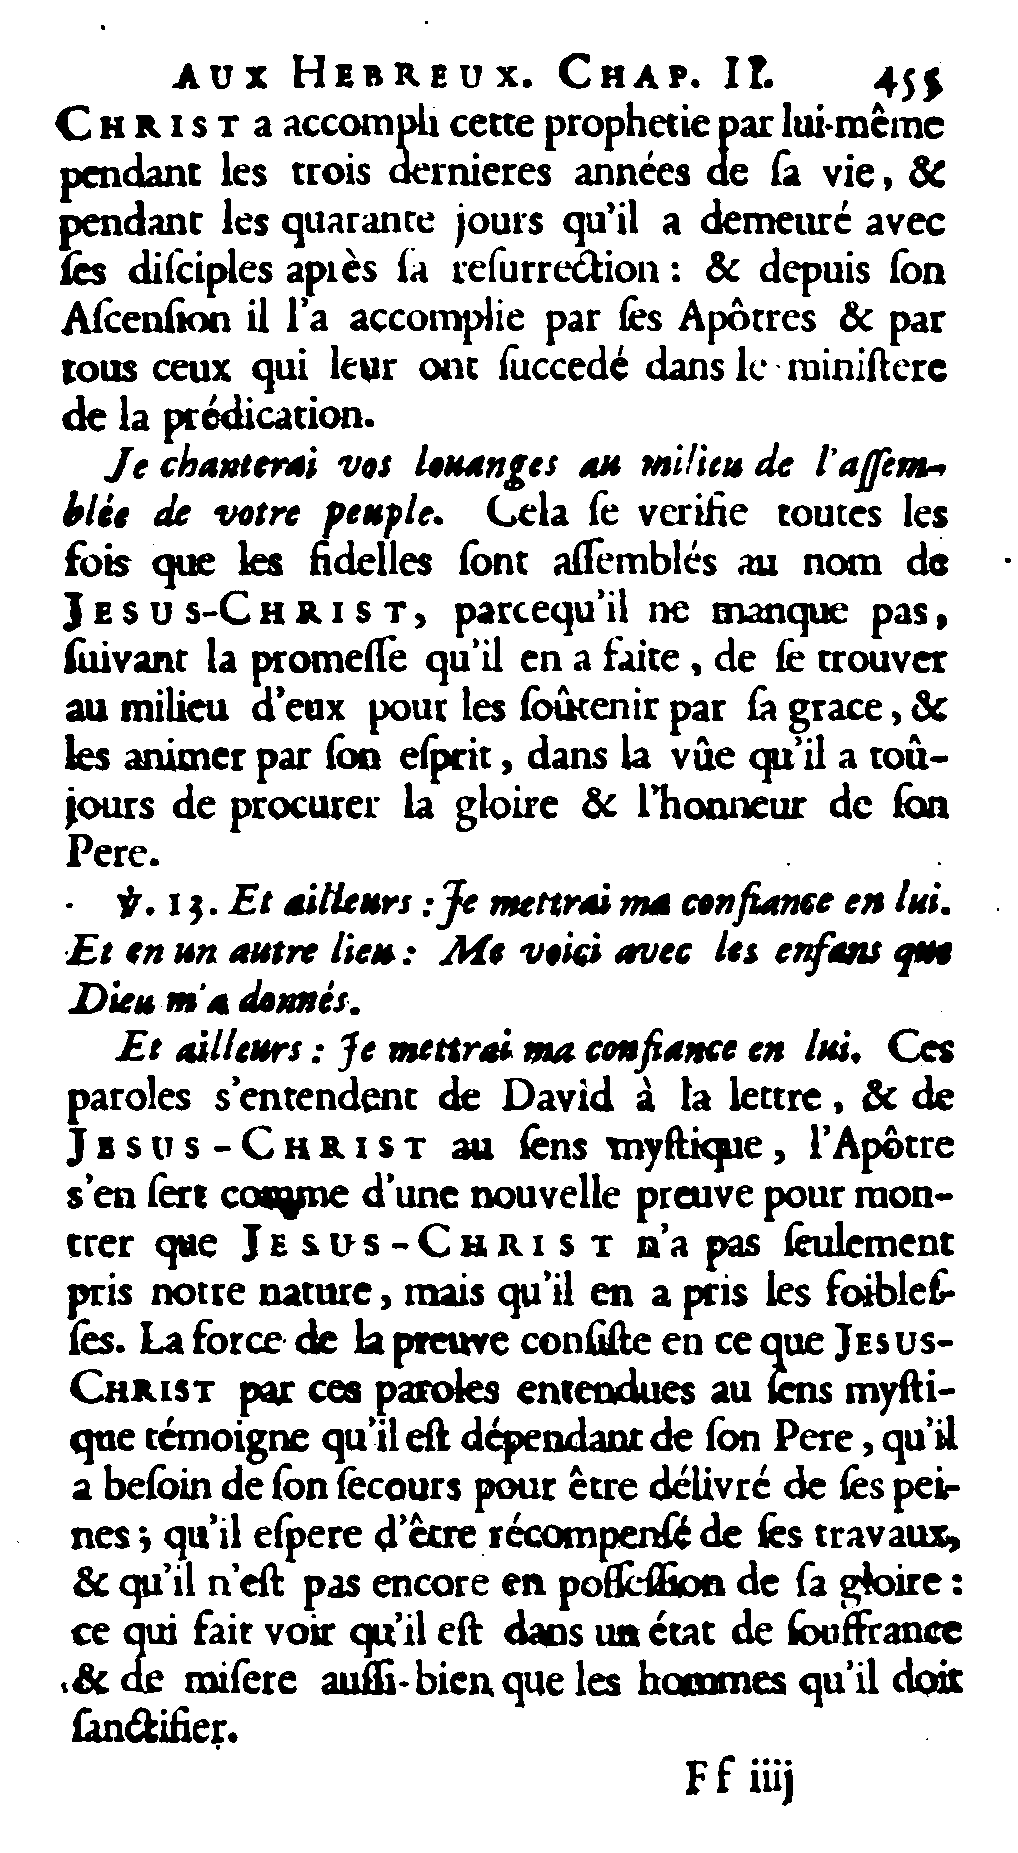 AUX HEBREUX. CHAP. II. 455
CHRIST a accompli cette prophetie par lui-même
pendant les trois dernieres années de ſa vie, &
pendant les quarante jours qu'il a demeuré avec
ſes diſciples après ſa reſurrection : & depuis ſon
Aſcenſion il l'a accomplie par ſes Apôtres & par
tous ceux qui leur ont ſuccedé dans le miniſtere
de la prédication.
Je chanterai vos louanges au milieu de l'aſſem-
blée de votre peuple. Cela ſe verifie toutes les
fois que les fidelles ſont aſſemblés au nom de
JESUS-CHRIST, parcequ'il ne manque pas,
ſuivant la promeſſe qu'il en a faite, de ſe trouver
au milieu d'eux pour les ſoûtenir par ſa grace, &
les animer par ſon eſprit, dans la vûe qu'il a toû-
jours de procurer la gloire & l'honneur de ſon
Pere.
℣. 13. Et ailleurs : Je mettrai ma confiance en lui.
Et en un autre lieu : Me voici avec les enfans que
Dieu m'a donnés.
Et ailleurs : Je mettrai ma confiance en lui. Ces
paroles s'entendent de David à la lettre, & de
JESUS-CHRIST au ſens myſtique, l'Apôtre
s'en ſert comme d'une nouvelle preuve pour mon-
trer que JESUS-CHRIST n'a pas ſeulement
pris notre nature, mais qu'il en a pris les foibleſ-
ſes. La force de la preuve conſiſte en ce que JESUS-
CHRIST par ces paroles entendues au ſens myſti-
que témoigne qu'il eſt dépendant de ſon Pere, qu'il
a beſoin de ſon ſecours pour être délivré de ſes pei-
nes ; qu'il eſpere d'être récompenſé de ſes travaux,
& qu'il n'eſt pas encore en poſſeſſion de ſa gloire :
ce qui fait voir qu'il eſt dans un état de ſouffrance
& de miſere auſſi-bien que les hommes qu'il doit
ſanctifier.
Ff iiij